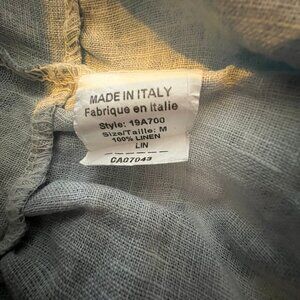 MADE IN ITALY
Fabrique en Italie
Style: 19A700
Size/Taille: M
100% LINEN
LIN
CA07043